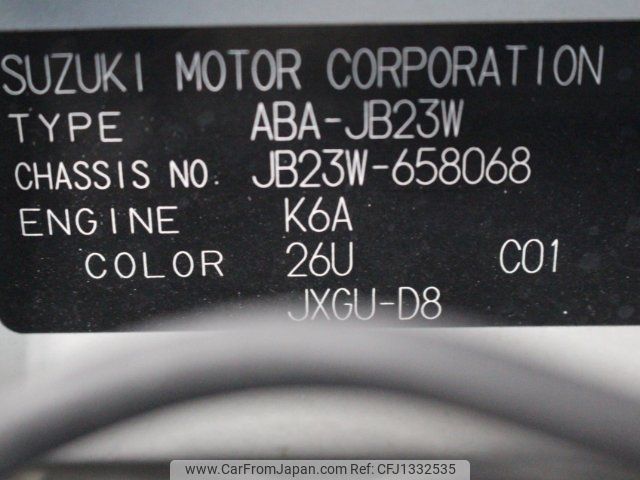 SUZUKI MOTOR CORPORATION
TYPE ABA-JB23W
CHASSIS NO. JB23W-658068
ENGINE K6A
COLOR 26U C01
JXGU-D8
www.CarFromJapan.com CFJ1332535